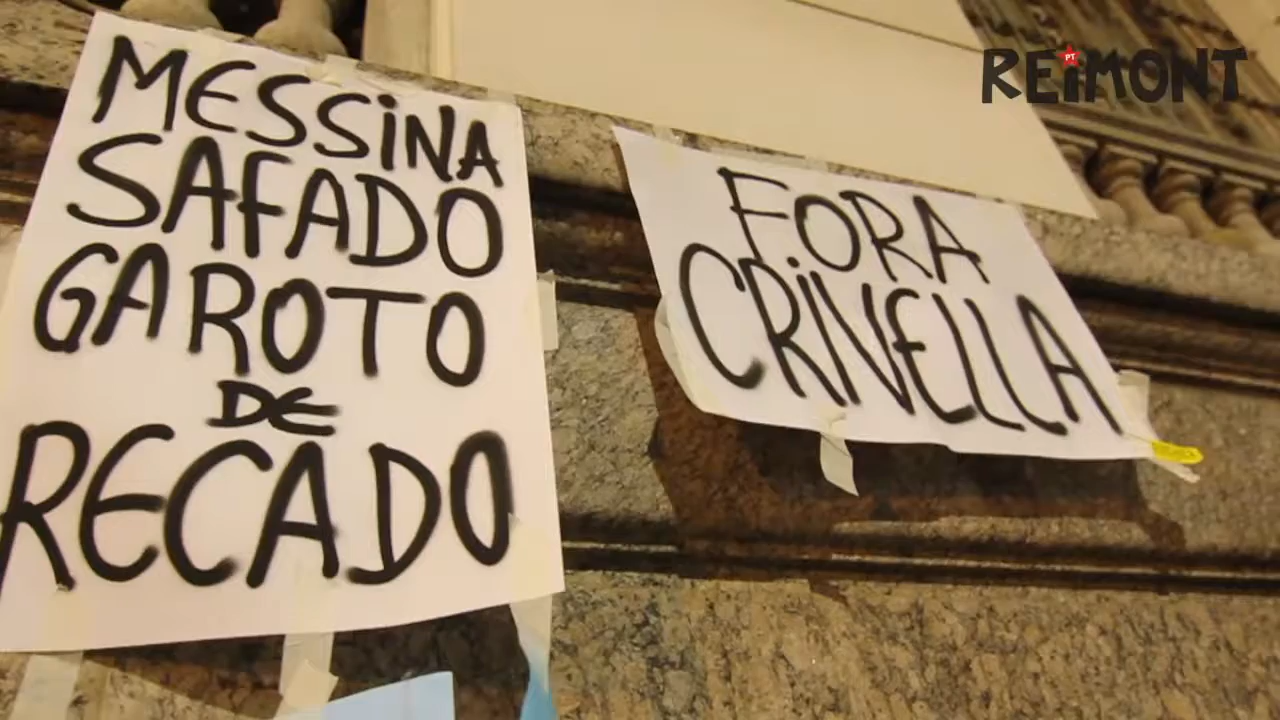 MESSINA
SAFADO
GAROTO
DE
RECADO
FORA
CRIVELLA
REIMONT
PT